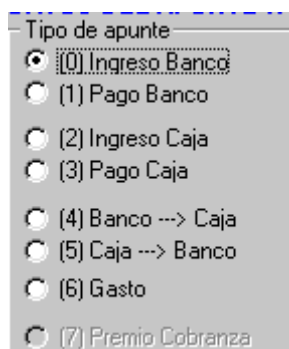 Tipo de apunte
(0) Ingreso Banco
(1) Pago Banco
(2) Ingreso Caja
(3) Pago Caja
(4) Banco ---> Caja
(5) Caja ---> Banco
(6) Gasto
(7) Premio Cobranza